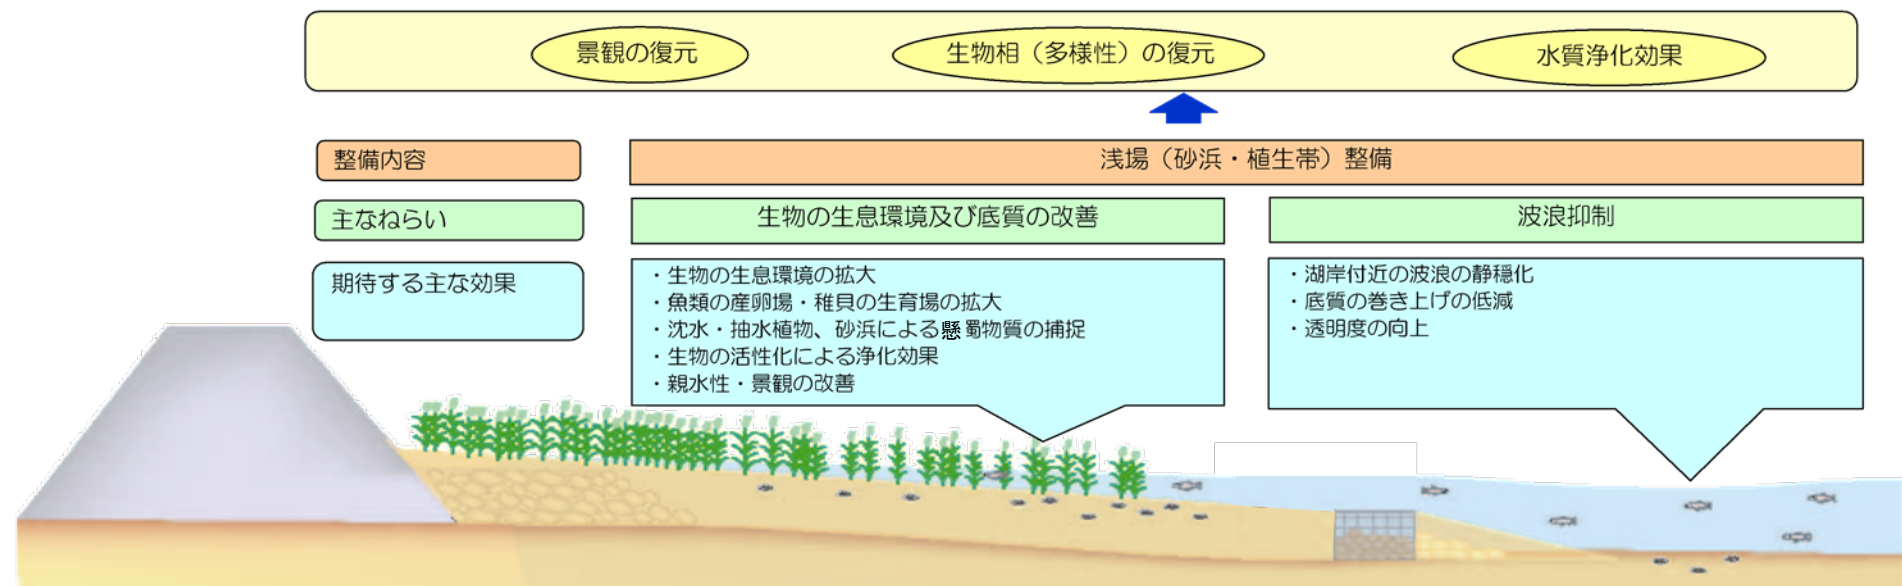 景観の復元
生物相（多様性）の復元
水質浄化効果
整備内容
浅場（砂浜・植生帯）整備
主なねらい
生物の生息環境及び底質の改善
波浪抑制
期待する主な効果
・生物の生息環境の拡大
・魚類の産卵場・稚貝の生育場の拡大
・沈水・抽水植物、砂浜による懸濁物質の捕捉
・生物の活性化による浄化効果
・親水性・景観の改善
・湖岸付近の波浪の静穏化
・底質の巻き上げの低減
・透明度の向上